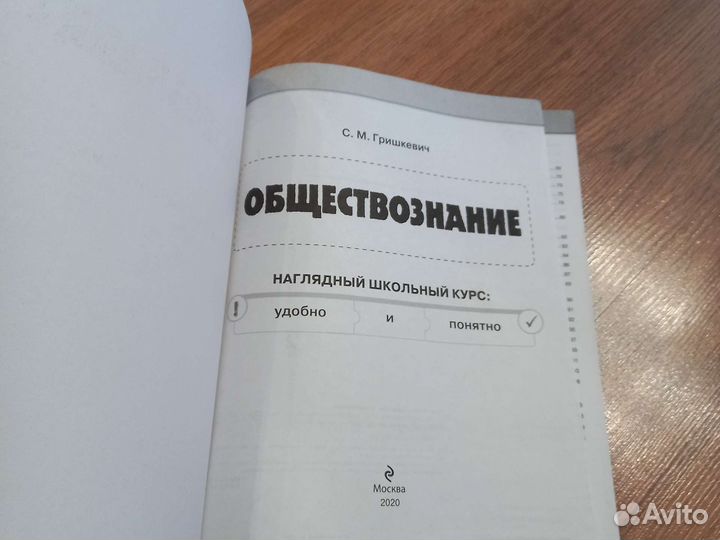 С. М. Гришкевич
ОБЩЕСТВОЗНАНИЕ
НАГЛЯДНЫЙ ШКОЛЬНЫЙ КУРС:
! удобно и понятно
Москва
2020
Avito